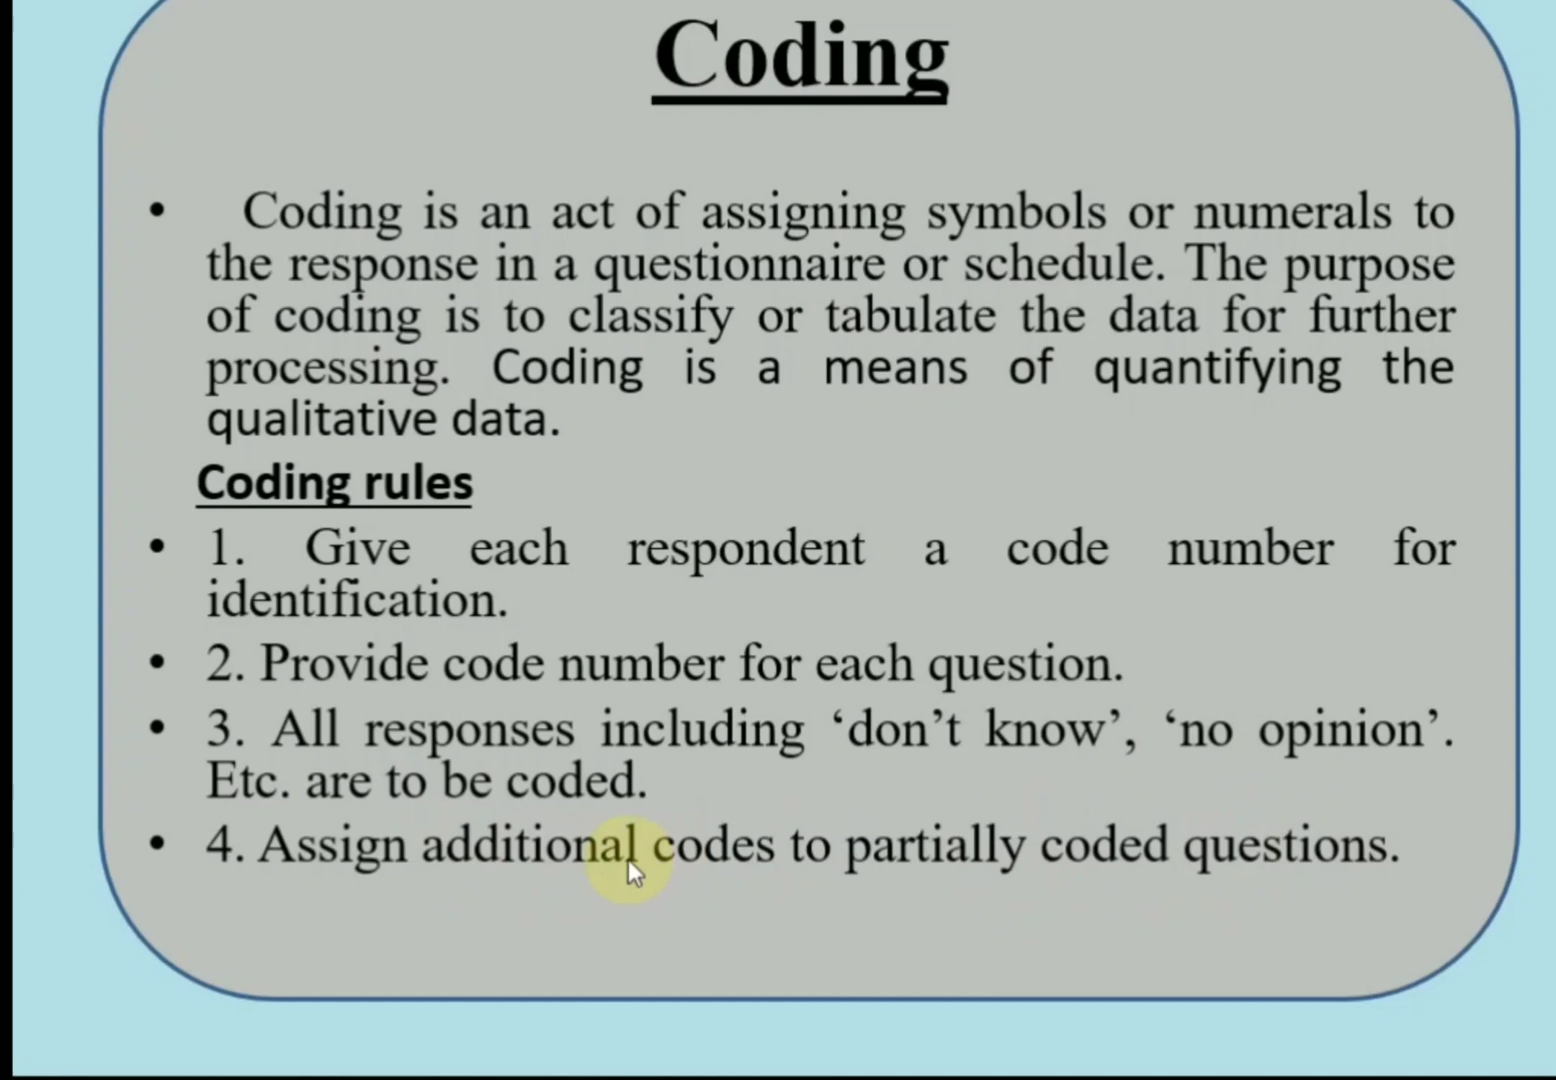 Coding
• Coding is an act of assigning symbols or numerals to
the response in a questionnaire or schedule. The purpose
of coding is to classify or tabulate the data for further
processing. Coding is a means of quantifying the
qualitative data.
Coding rules
• 1. Give each respondent a code number for
identification.
• 2. Provide code number for each question.
• 3. All responses including ‘don’t know’, ‘no opinion’.
Etc. are to be coded.
• 4. Assign additional codes to partially coded questions.